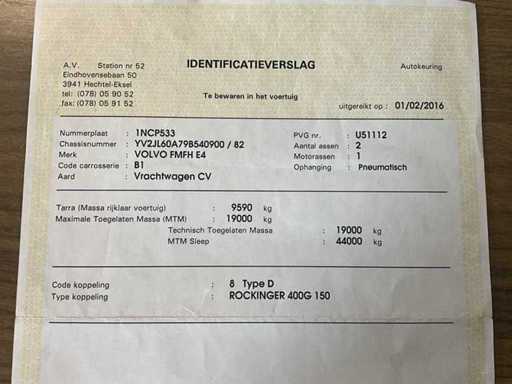 A.V. Station nr 52
IDENTIFICATIEVERSLAG
Autokeuring
Eindhovensebaan 50
3941 Hechtel-Eksel
tel: (078) 05 90 52
fax: (078) 05 91 52
Te bewaren in het voertuig
uitgereikt op : 01/02/2016
Nummerplaat : 1NCP533
PVG nr. : U51112
Chassisnummer : YV2JL60A79B540900 / 82
Aantal assen : 2
Merk : VOLVO FMFH E4
Motorassen : 1
Code carrosserie : B1
Ophanging : Pneumatisch
Aard : Vrachtwagen CV
Tarra (Massa rijklaar voertuig) : 9590 kg
Maximale Toegelaten Massa (MTM) : 19000 kg
Technisch Toegelaten Massa : 19000 kg
MTM Sleep : 44000 kg
Code koppeling : 8 Type D
Type koppeling : ROCKINGER 400G 150